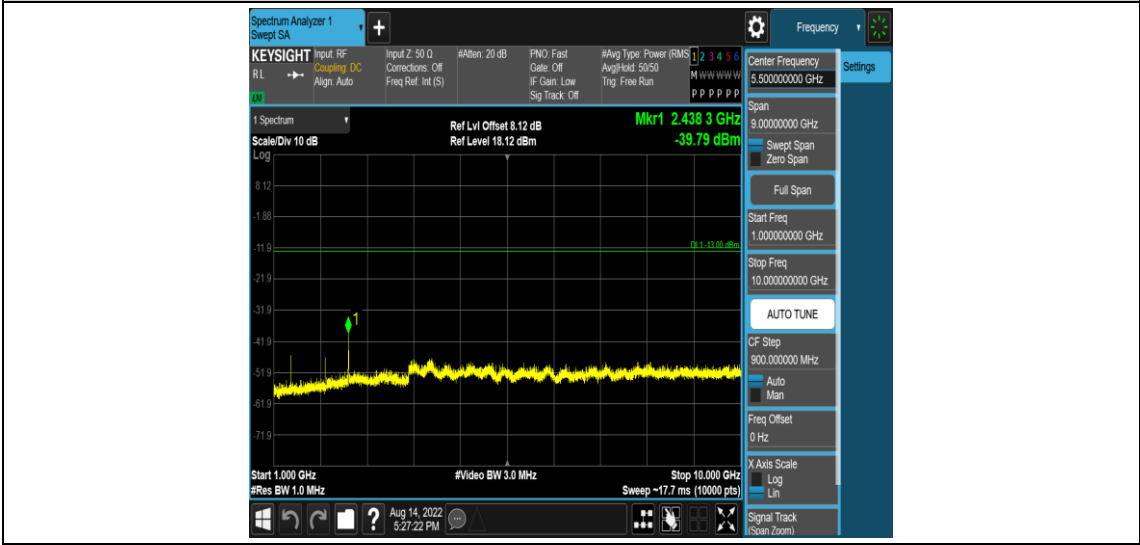 Spectrum Analyzer 1
Swept SA
+
Frequency
KEYSIGHT
RL
LW
Input: RF
Coupling: DC
Align: Auto
Input Z: 50 Ω
Corrections: Off
Freq Ref: Int (S)
#Atten: 20 dB
PNO: Fast
Gate: Off
IF Gain: Low
Sig Track: Off
#Avg Type: Power (RMS
Avg|Hold: 50/50
Trig: Free Run
1 2 3 4 5 6
M W W W W W
P P P P P P
1 Spectrum
Scale/Div 10 dB
Log
Ref Lvl Offset 8.12 dB
Ref Level 18.12 dBm
Mkr1 2.438 3 GHz
-39.79 dBm
8.12
-1.88
-11.9
DL1 -13.00 dBm
-21.9
-31.9
1
-41.9
-51.9
-61.9
-71.9
Start 1.000 GHz
#Res BW 1.0 MHz
#Video BW 3.0 MHz
Stop 10.000 GHz
Sweep ~17.7 ms (10000 pts)
?
Aug 14, 2022
5:27:22 PM
Center Frequency
5.500000000 GHz
Settings
Span
9.00000000 GHz
Swept Span
Zero Span
Full Span
Start Freq
1.000000000 GHz
Stop Freq
10.000000000 GHz
AUTO TUNE
CF Step
900.000000 MHz
Auto
Man
Freq Offset
0 Hz
X Axis Scale
Log
Lin
Signal Track
(Span Zoom)